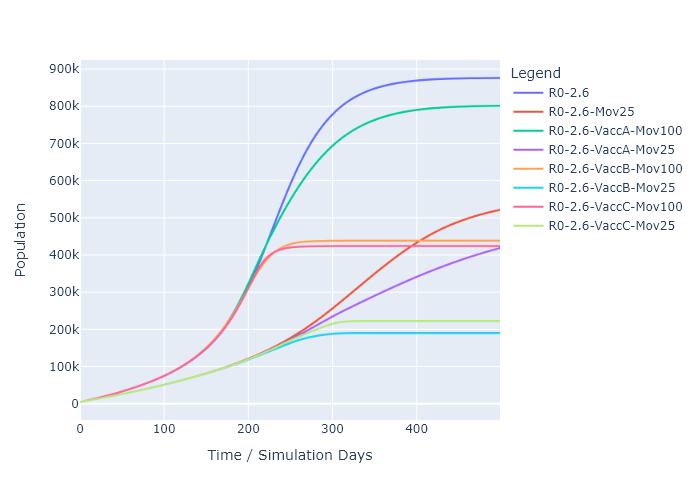 900k
800k
700k
600k
500k
400k
300k
200k
100k
0
0 100 200 300 400
Time / Simulation Days
Population
Legend
R0-2.6
R0-2.6-Mov25
R0-2.6-VaccA-Mov100
R0-2.6-VaccA-Mov25
R0-2.6-VaccB-Mov100
R0-2.6-VaccB-Mov25
R0-2.6-VaccC-Mov100
R0-2.6-VaccC-Mov25